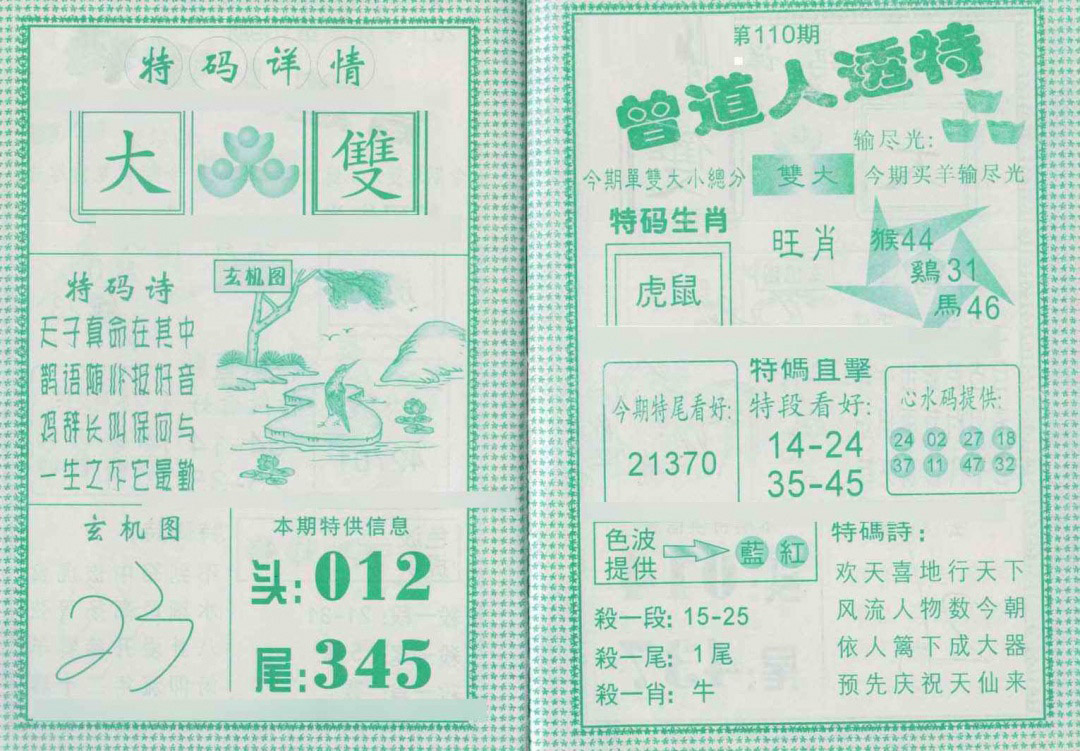 特码详情
大 雙
特码诗
天子真命在其中
鹊语随心报好音
鸡辞长叫保同与
一生之不它最勤
玄机图
玄机图
本期特供信息
头:012
尾:345
第110期
曾道人透特
输尽光:
今期單雙大小總分 雙大 今期买羊输尽光
特码生肖
虎鼠
旺肖
猴44
鷄31
馬46
今期特尾看好:
21370
特碼直擊
特段看好:
14-24
35-45
心水码提供:
24 02 27 18
37 11 47 32
色波
提供
藍 紅
殺一段: 15-25
殺一尾: 1尾
殺一肖: 牛
特碼詩:
欢天喜地行天下
风流人物数今朝
依人篱下成大器
预先庆祝天仙来